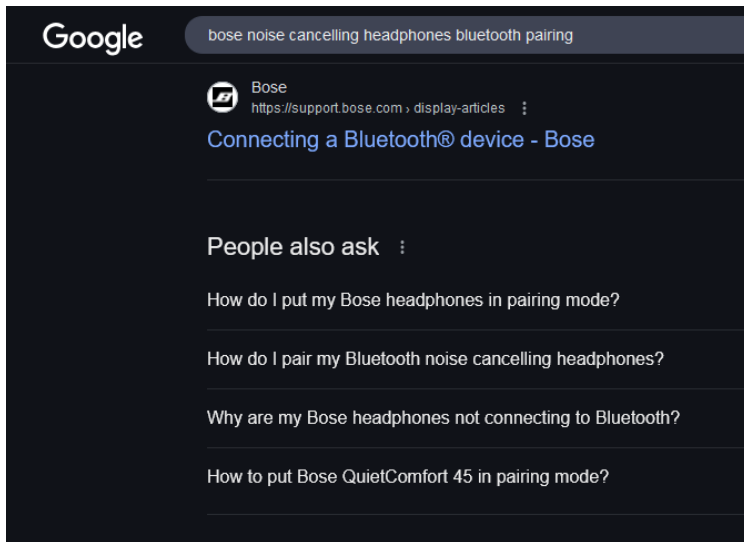 Google
bose noise cancelling headphones bluetooth pairing
Bose
https://support.bose.com › display-articles
Connecting a Bluetooth® device - Bose
People also ask
How do I put my Bose headphones in pairing mode?
How do I pair my Bluetooth noise cancelling headphones?
Why are my Bose headphones not connecting to Bluetooth?
How to put Bose QuietComfort 45 in pairing mode?